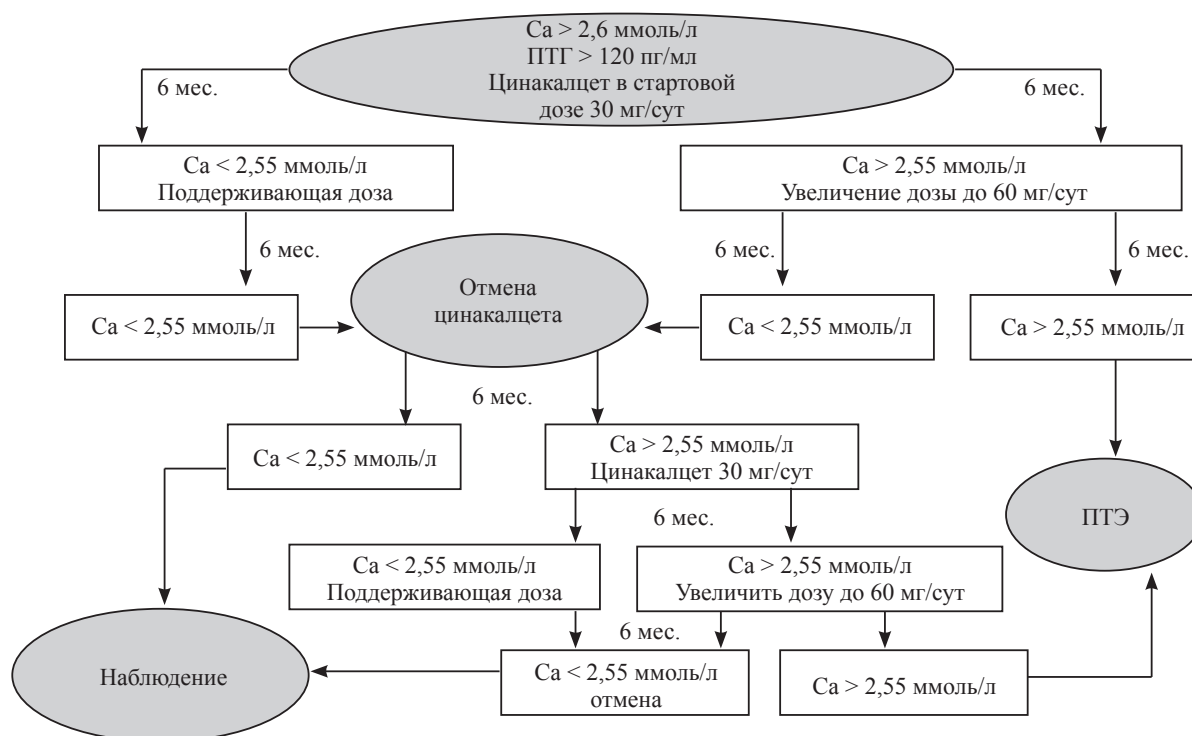 Ca > 2,6 ммоль/л
ПТГ > 120 пг/мл
Цинакалцет в стартовой
дозе 30 мг/сут
6 мес.
6 мес.
Ca < 2,55 ммоль/л
Поддерживающая доза
Ca > 2,55 ммоль/л
Увеличение дозы до 60 мг/сут
6 мес.
6 мес.
6 мес.
Ca < 2,55 ммоль/л
Отмена
цинакалцета
Ca < 2,55 ммоль/л
Ca > 2,55 ммоль/л
6 мес.
Ca < 2,55 ммоль/л
Ca > 2,55 ммоль/л
Цинакалцет 30 мг/сут
ПТЭ
6 мес.
Ca < 2,55 ммоль/л
Поддерживающая доза
Ca > 2,55 ммоль/л
Увеличить дозу до 60 мг/сут
6 мес.
Наблюдение
Ca < 2,55 ммоль/л
отмена
Ca > 2,55 ммоль/л